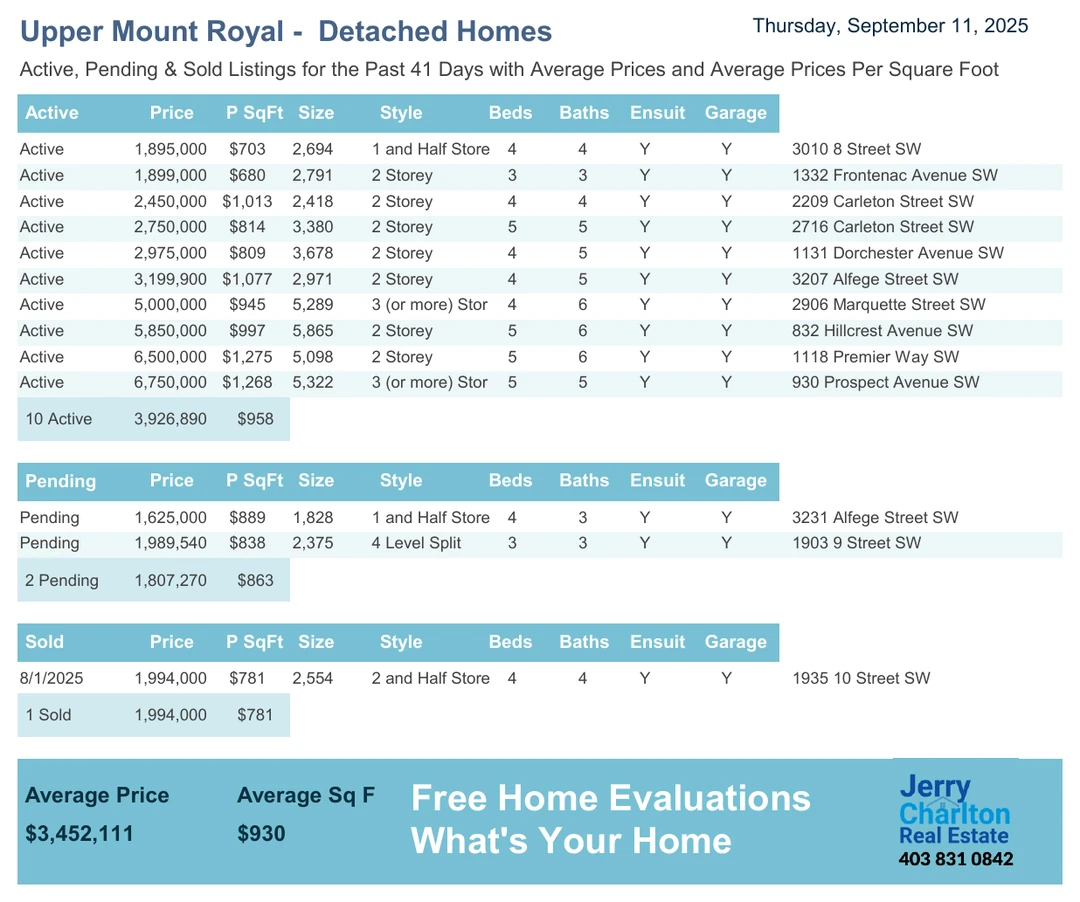 Upper Mount Royal -  Detached Homes
Thursday, September 11, 2025
Active, Pending & Sold Listings for the Past 41 Days with Average Prices and Average Prices Per Square Foot
Active Price P SqFt Size Style Beds Baths Ensuit Garage
Active 1,895,000 $703 2,694 1 and Half Store 4 4 Y Y 3010 8 Street SW
Active 1,899,000 $680 2,791 2 Storey 3 3 Y Y 1332 Frontenac Avenue SW
Active 2,450,000 $1,013 2,418 2 Storey 4 4 Y Y 2209 Carleton Street SW
Active 2,750,000 $814 3,380 2 Storey 5 5 Y Y 2716 Carleton Street SW
Active 2,975,000 $809 3,678 2 Storey 4 5 Y Y 1131 Dorchester Avenue SW
Active 3,199,900 $1,077 2,971 2 Storey 4 5 Y Y 3207 Alfege Street SW
Active 5,000,000 $945 5,289 3 (or more) Stor 4 6 Y Y 2906 Marquette Street SW
Active 5,850,000 $997 5,865 2 Storey 5 6 Y Y 832 Hillcrest Avenue SW
Active 6,500,000 $1,275 5,098 2 Storey 5 6 Y Y 1118 Premier Way SW
Active 6,750,000 $1,268 5,322 3 (or more) Stor 5 5 Y Y 930 Prospect Avenue SW
10 Active 3,926,890 $958
Pending Price P SqFt Size Style Beds Baths Ensuit Garage
Pending 1,625,000 $889 1,828 1 and Half Store 4 3 Y Y 3231 Alfege Street SW
Pending 1,989,540 $838 2,375 4 Level Split 3 3 Y Y 1903 9 Street SW
2 Pending 1,807,270 $863
Sold Price P SqFt Size Style Beds Baths Ensuit Garage
8/1/2025 1,994,000 $781 2,554 2 and Half Store 4 4 Y Y 1935 10 Street SW
1 Sold 1,994,000 $781
Average Price Average Sq F
$3,452,111 $930
Free Home Evaluations
What's Your Home
Jerry
Charlton
Real Estate
403 831 0842